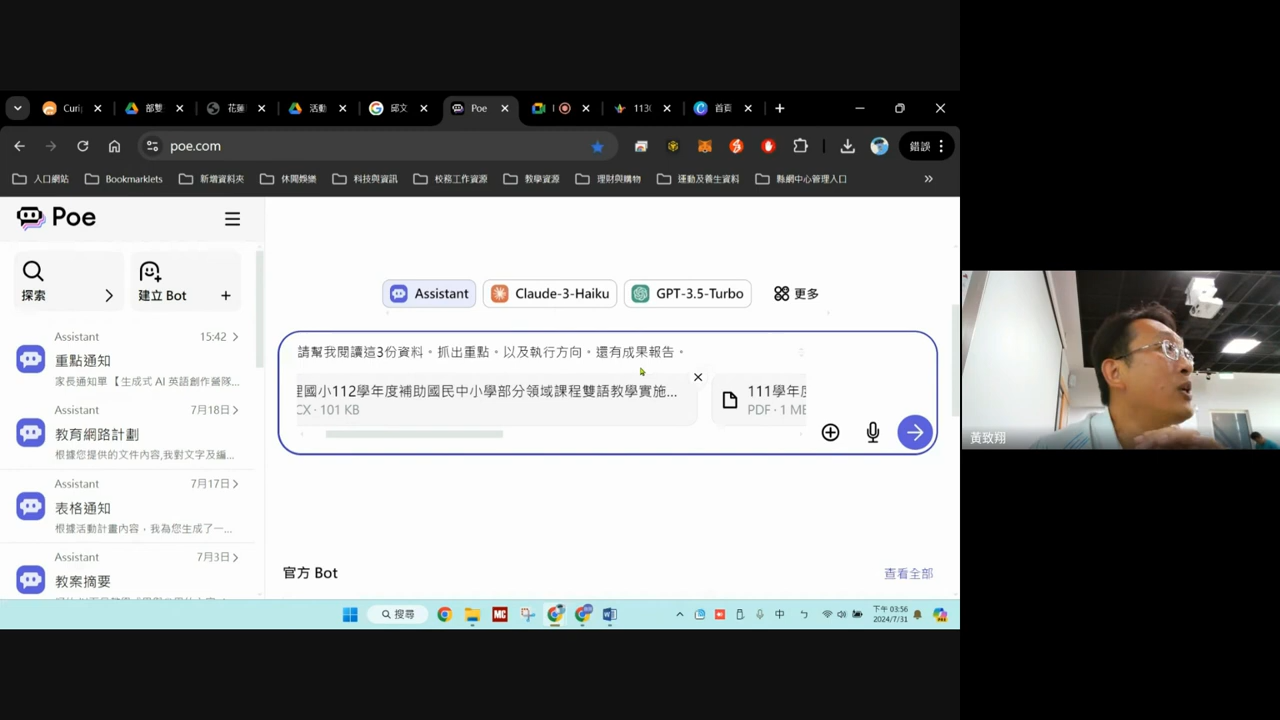 Curi
部雙
花蓮
活動
邱文
Poe
113
首頁
poe.com
錯誤
人口網站
Bookmarklets
新增資料夾
休閒娛樂
科技與資訊
校務工作資源
教學資源
理財與購物
運動及養生資料
縣網中心管理入口
Poe
探索
建立 Bot
Assistant
15:42
重點通知
家長通知單 【生成式 AI 英語創作營隊...
Assistant
7月18日
教育網路計劃
根據您提供的文件內容,我對文字及編...
Assistant
7月17日
表格通知
根據活動計畫內容，我為您生成了一...
Assistant
7月3日
教案摘要
Assistant
Claude-3-Haiku
GPT-3.5-Turbo
更多
請幫我閱讀這3份資料。抓出重點。以及執行方向。還有成果報告。
里國小112學年度補助國民中小學部分領域課程雙語教學實施...
CX · 101 KB
111學年度
PDF · 1 ME
官方 Bot
查看全部
搜尋
中
下午 03:56
2024/7/31
黃致翔